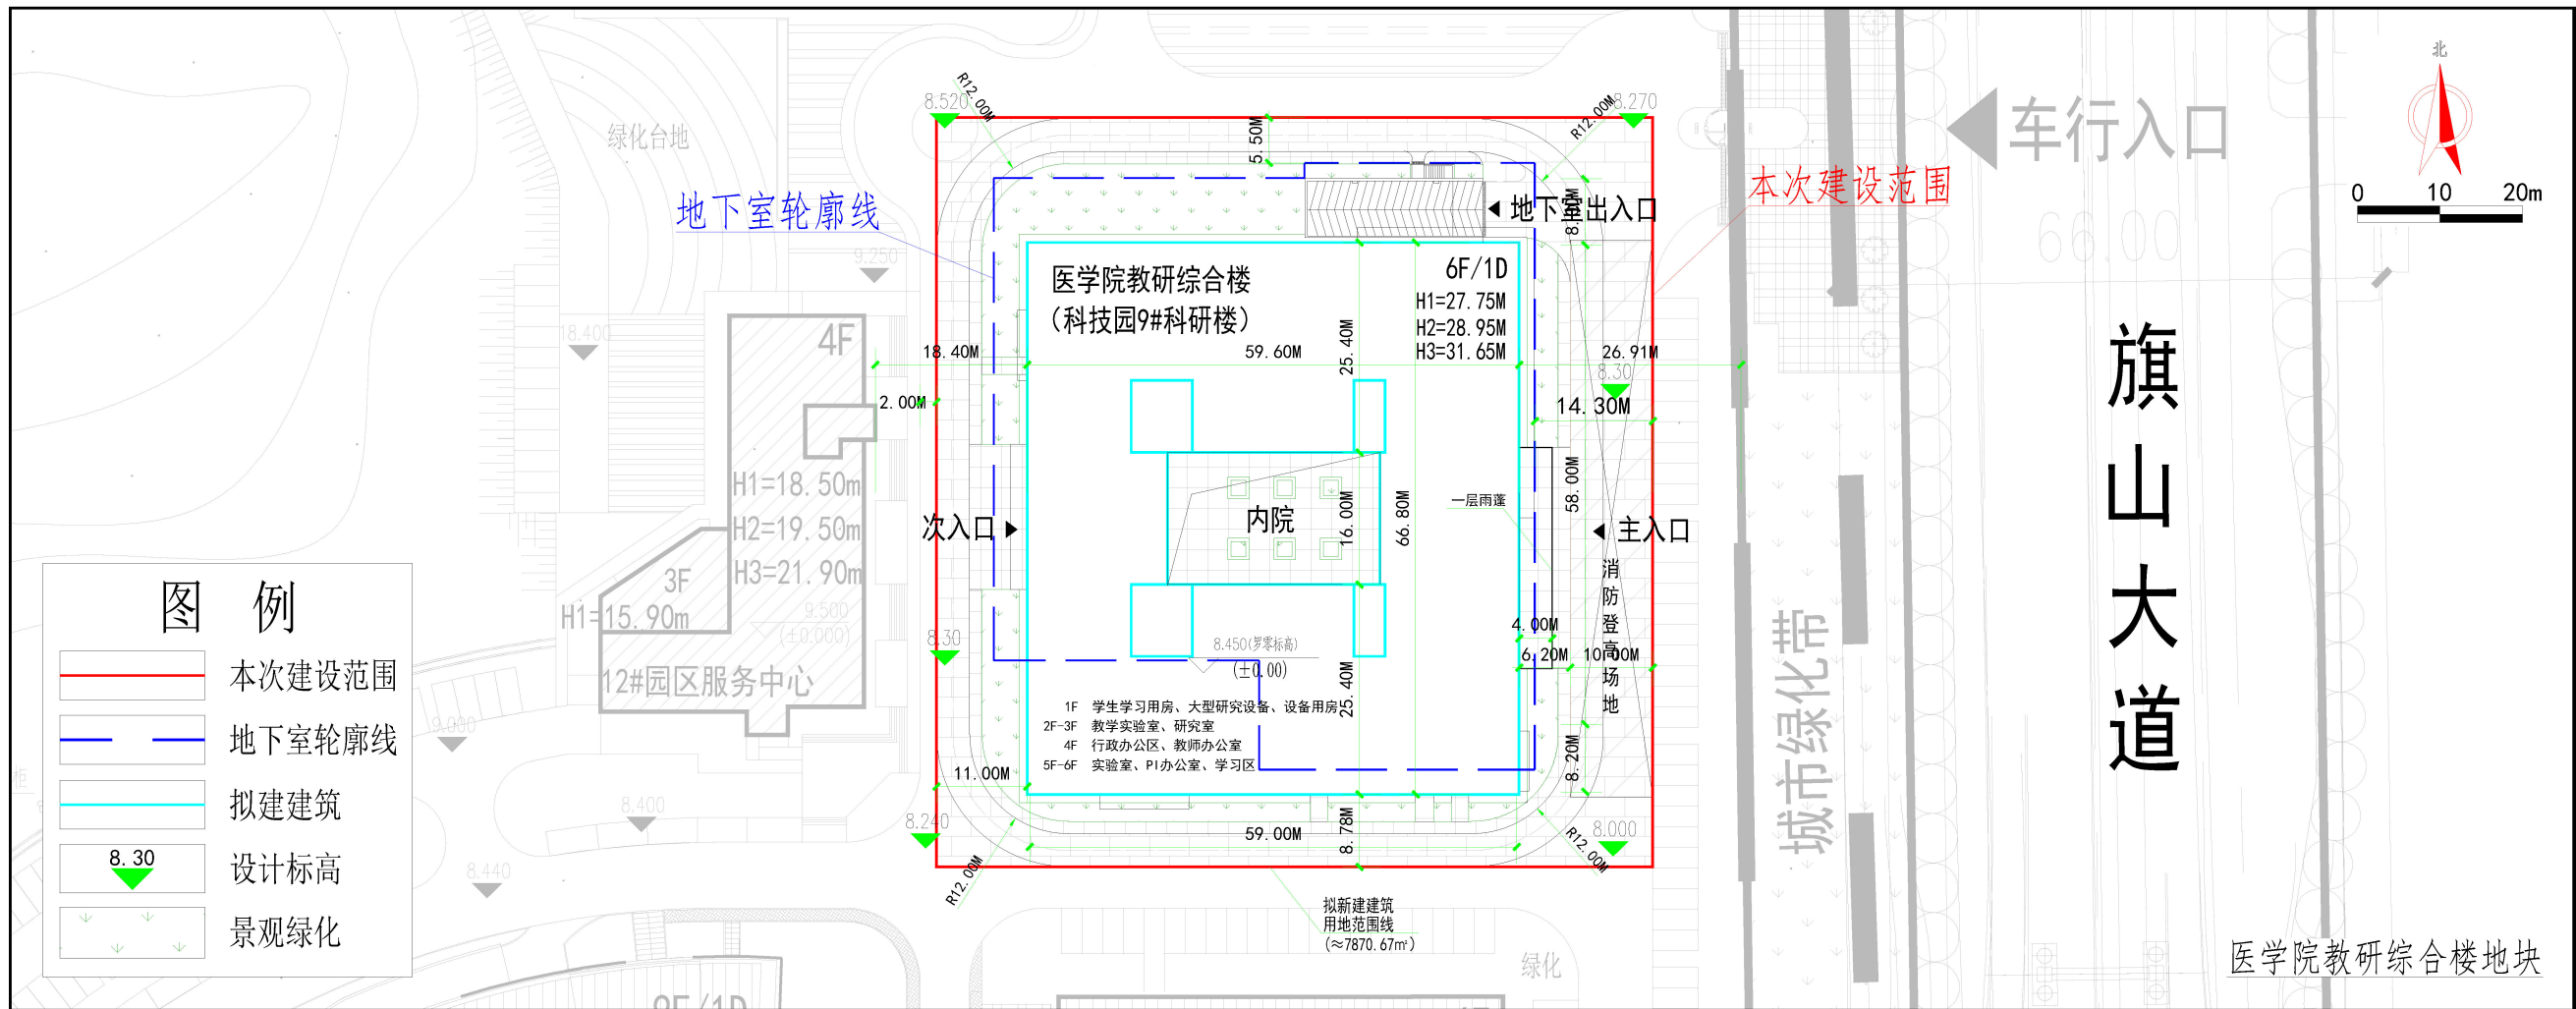 北
0 10 20m
车行入口
本次建设范围
66.00
旗山大道
城市绿化带
医学院教研综合楼地块
绿化台地
地下室轮廓线
8.520
R12.00M
5.50M
R12.00M
8.270
地下室出入口
9.250
18.400
医学院教研综合楼
(科技园9#科研楼)
6F/1D
H1=27.75M
H2=28.95M
H3=31.65M
4F
18.40M
59.60M
25.40M
26.91M
8.30
2.00M
14.30M
H1=18.50m
H2=19.50m
H3=21.90m
3F
H1=15.90m
9.500
(±0.000)
12#园区服务中心
次入口
内院
16.00M
66.80M
一层雨蓬
58.00M
主入口
消防登高场地
8.30
8.450(罗零标高)
(±0.00)
4.00M
6.20M
10.00M
25.40M
1F 学生学习用房、大型研究设备、设备用房
2F-3F 教学实验室、研究室
4F 行政办公区、教师办公室
5F-6F 实验室、PI办公室、学习区
8.20M
11.00M
9.080
8.400
8.440
8.240
59.00M
8.78M
8.000
R12.00M
R12.00M
拟新建建筑
用地范围线
(≈7870.67㎡)
绿化
图 例
本次建设范围
地下室轮廓线
拟建建筑
8.30 设计标高
景观绿化